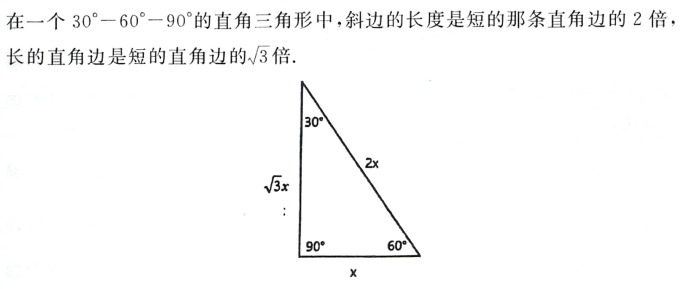 在一个 30°－60°－90°的直角三角形中，斜边的长度是短的那条直角边的 2 倍，
长的直角边是短的直角边的√3倍.
30°
2x
√3x
:
90°
60°
x